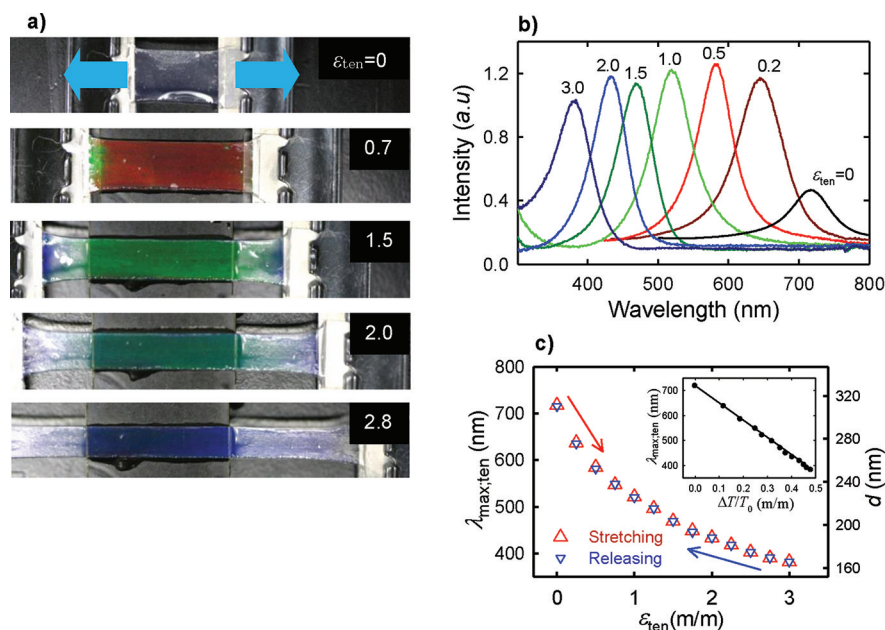 a)
εten=0
0.7
1.5
2.0
2.8
b)
Intensity (a.u)
1.2
0.8
0.4
0.0
3.0
2.0
1.5
1.0
0.5
0.2
εten=0
400 500 600 700 800
Wavelength (nm)
c)
λmax;ten (nm)
800
700
600
500
400
0 1 2 3
εten(m/m)
d (nm)
320
280
240
200
160
Stretching
Releasing
λmax;ten (nm)
700
600
500
400
0.0 0.1 0.2 0.3 0.4 0.5
ΔT/T0 (m/m)